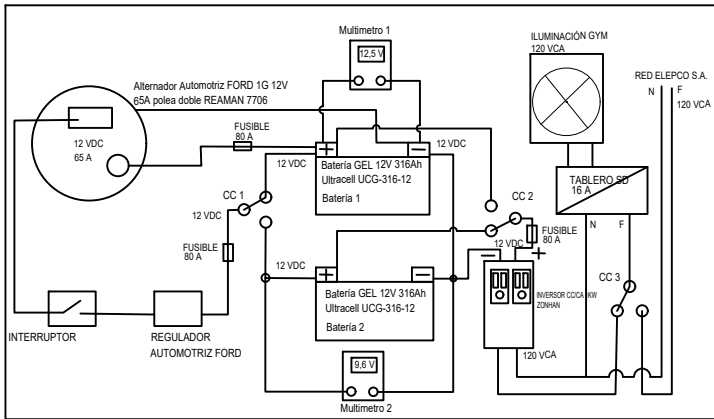 Multimetro 1
12,5 V
ILUMINACIÓN GYM
120 VCA
RED ELEPCO S.A.
N F
120 VCA
Alternador Automotriz FORD 1G 12V
65A polea doble REAMAN 7706
12 VDC
65 A
FUSIBLE
80 A
12 VDC
12 VDC
+
−
Batería GEL 12V 316Ah
Ultracell UCG-316-12
Batería 1
TABLERO SD
16 A
CC 1
12 VDC
CC 2
N F
FUSIBLE
80 A
12 VDC
FUSIBLE
80 A
12 VDC
+
−
−
+
CC 3
Batería GEL 12V 316Ah
Ultracell UCG-316-12
Batería 2
INVERSOR CC/CA KW
ZONHAN
INTERRUPTOR
REGULADOR
AUTOMOTRIZ FORD
120 VCA
9,6 V
Multimetro 2